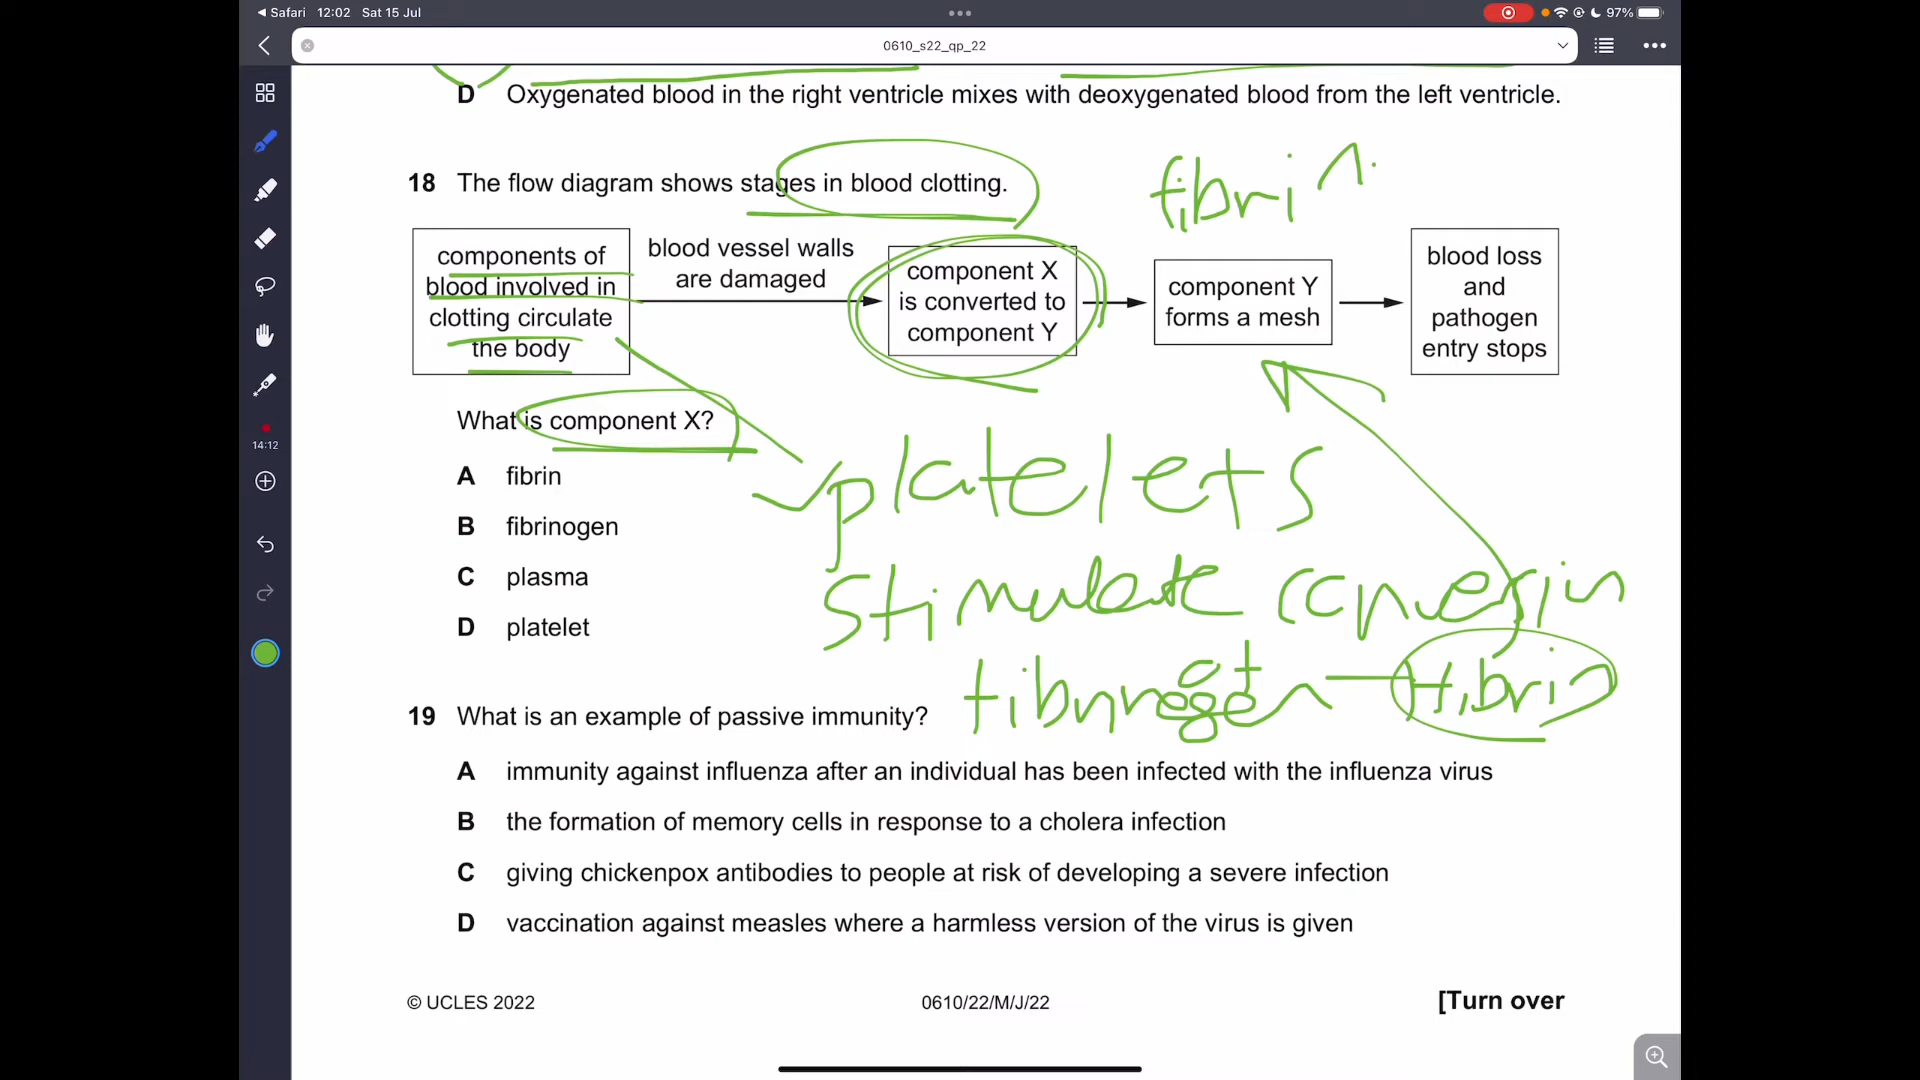 Safari 12:02 Sat 15 Jul
97%
0610_s22_qp_22
D Oxygenated blood in the right ventricle mixes with deoxygenated blood from the left ventricle.
18 The flow diagram shows stages in blood clotting.
fibrin
components of
blood involved in
clotting circulate
the body
blood vessel walls
are damaged
component X
is converted to
component Y
component Y
forms a mesh
blood loss
and
pathogen
entry stops
What is component X?
A fibrin
B fibrinogen
C plasma
D platelet
14:12
platelets
stimulate
fibrin
19 What is an example of passive immunity?
A immunity against influenza after an individual has been infected with the influenza virus
B the formation of memory cells in response to a cholera infection
C giving chickenpox antibodies to people at risk of developing a severe infection
D vaccination against measles where a harmless version of the virus is given
© UCLES 2022
0610/22/M/J/22
[Turn over